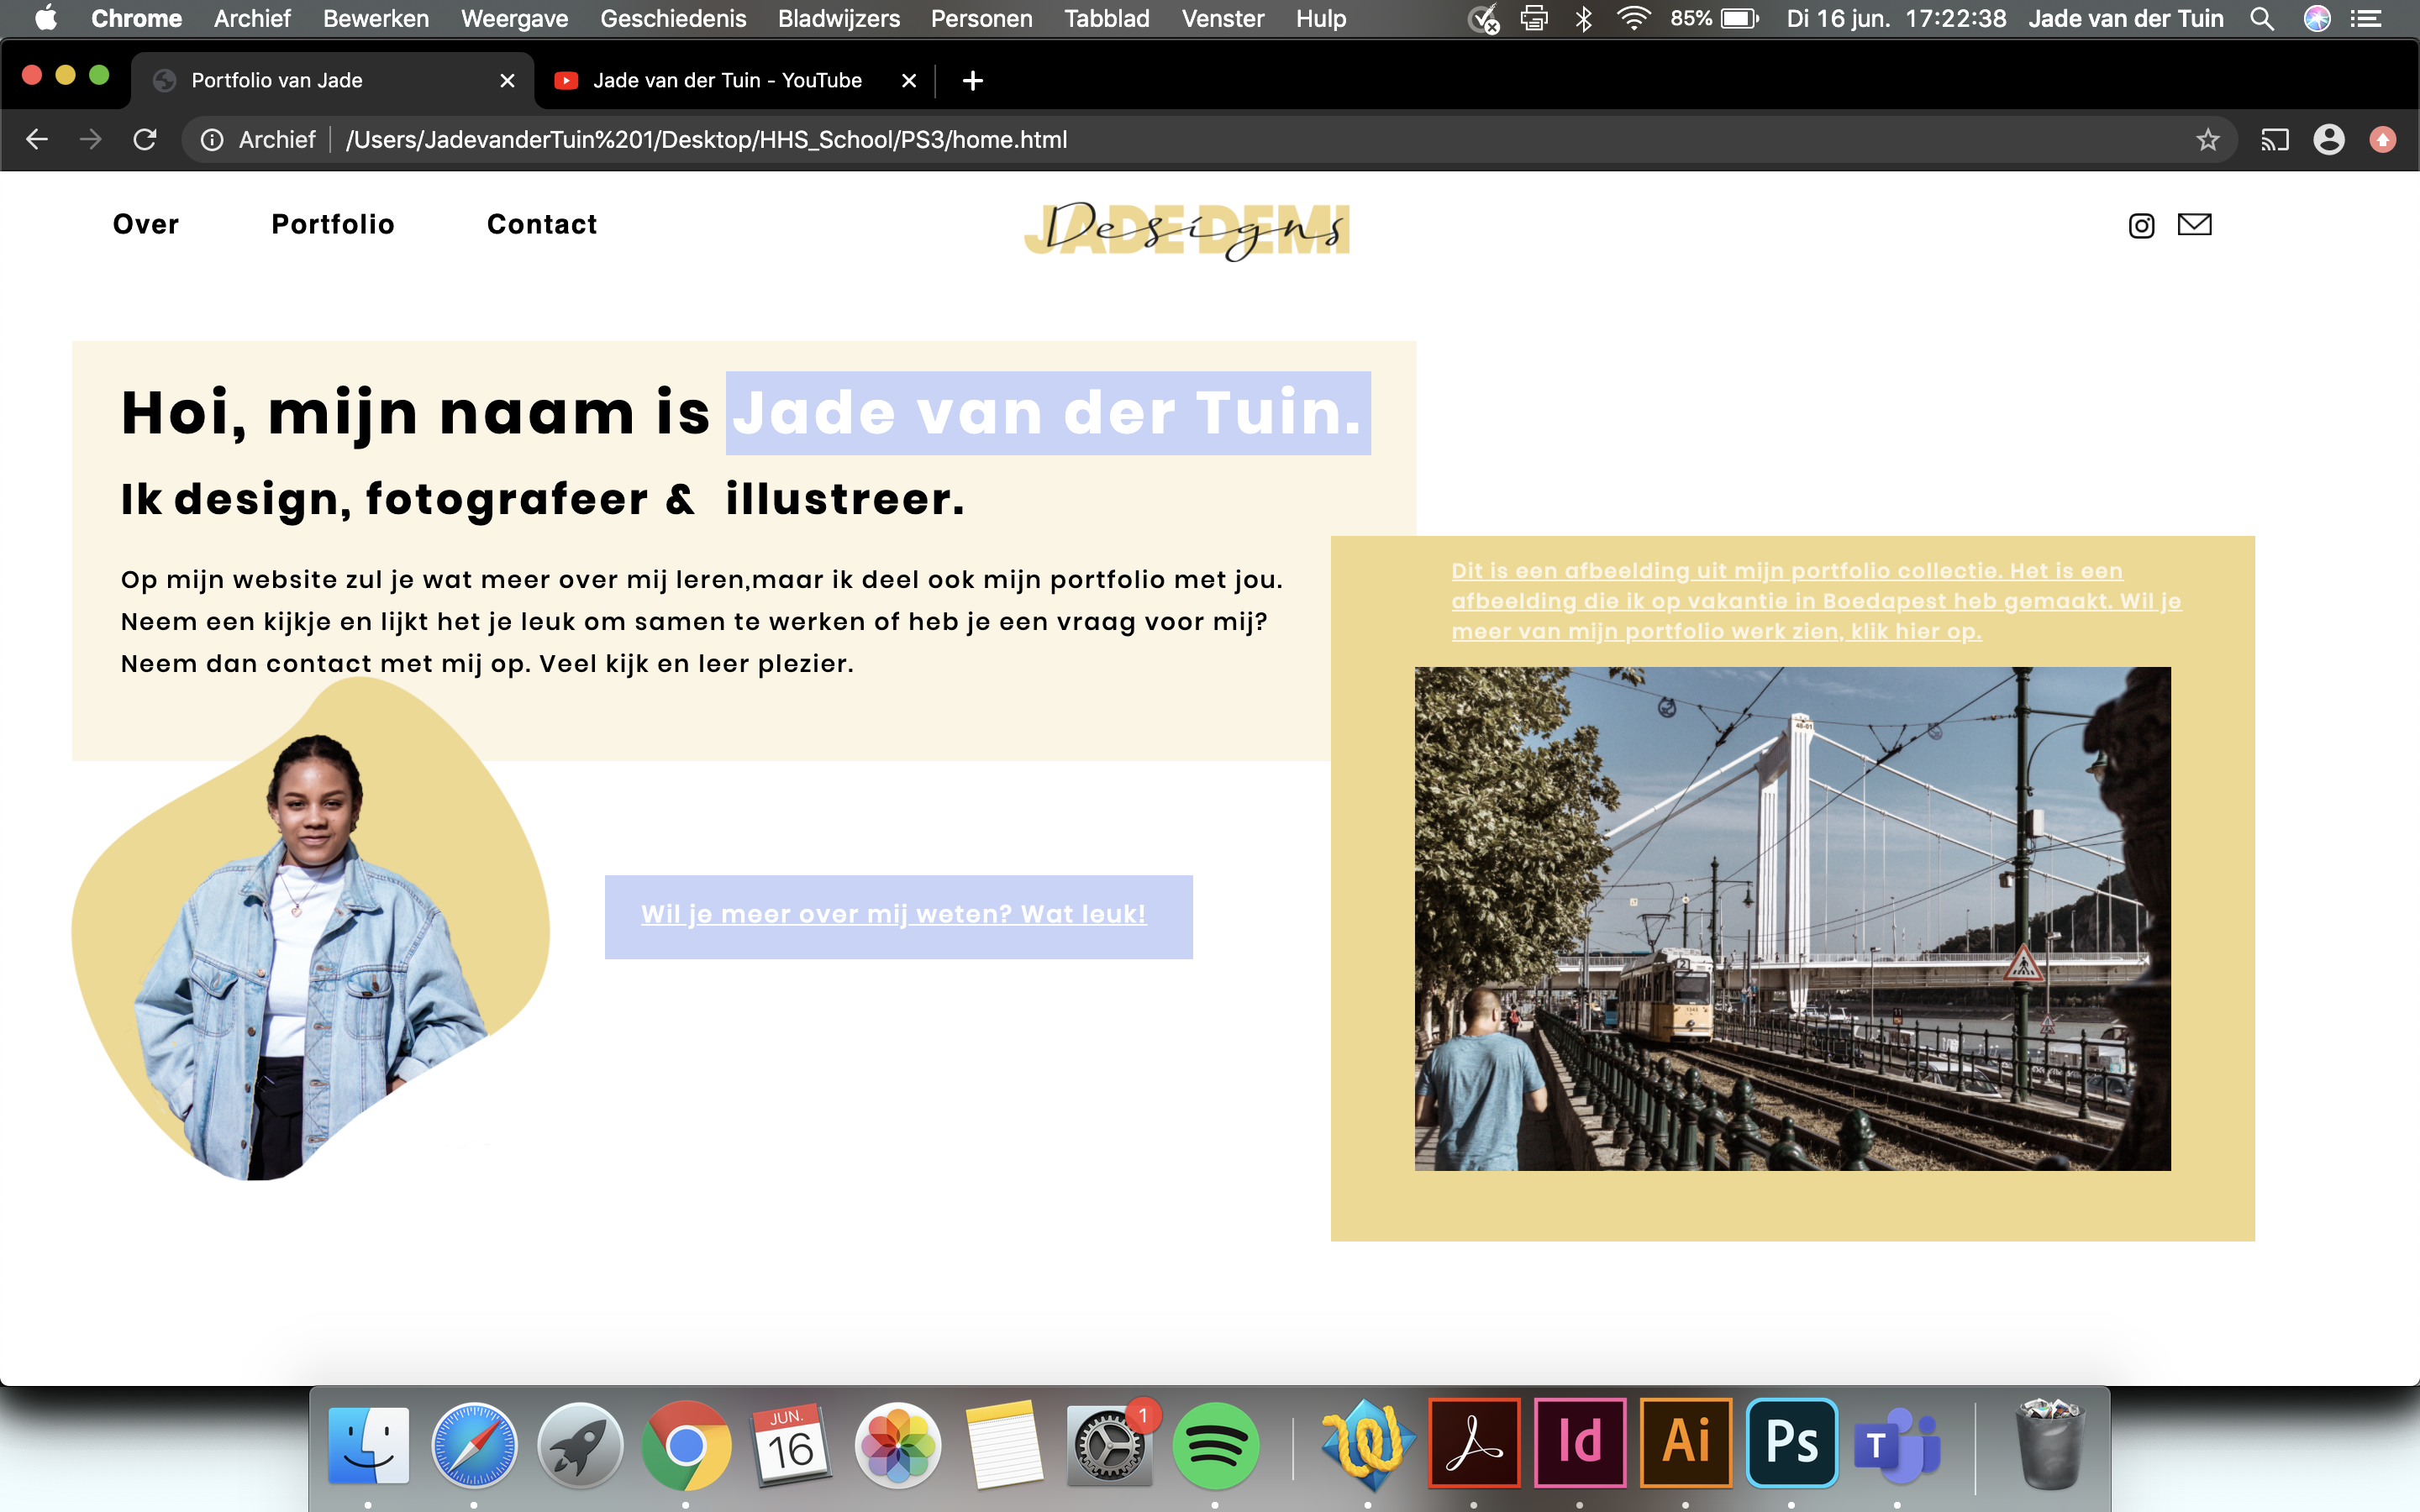 Chrome Archief Bewerken Weergave Geschiedenis Bladwijzers Personen Tabblad Venster Hulp 85% Di 16 jun. 17:22:38 Jade van der Tuin
Portfolio van Jade Jade van der Tuin - YouTube
Archief /Users/JadevanderTuin%201/Desktop/HHS_School/PS3/home.html
Over Portfolio Contact
JADE DEMI
Designs
Hoi, mijn naam is Jade van der Tuin.
Ik design, fotografeer & illustreer.
Op mijn website zul je wat meer over mij leren,maar ik deel ook mijn portfolio met jou.
Neem een kijkje en lijkt het je leuk om samen te werken of heb je een vraag voor mij?
Neem dan contact met mij op. Veel kijk en leer plezier.
Dit is een afbeelding uit mijn portfolio collectie. Het is een
afbeelding die ik op vakantie in Boedapest heb gemaakt. Wil je
meer van mijn portfolio werk zien, klik hier op.
Wil je meer over mij weten? Wat leuk!
JUN.
16
1
Id
Ai
Ps
T